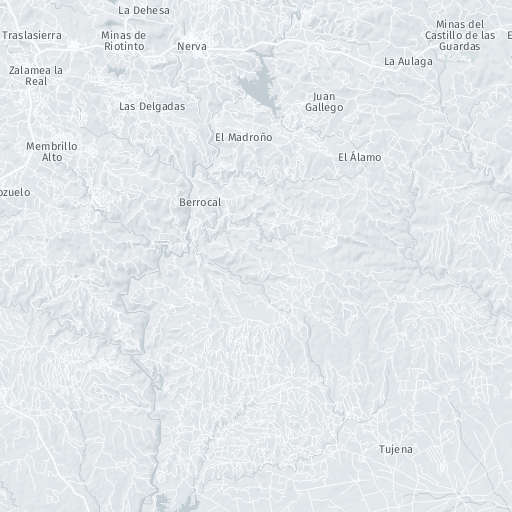 La Dehesa
Traslasierra
Minas de
Riotinto
Nerva
Minas del
Castillo de las
Guardas
E
La Aulaga
Zalamea la
Real
Las Delgadas
Juan
Gallego
El Madroño
Membrillo
Alto
El Álamo
ozuelo
Berrocal
Tujena